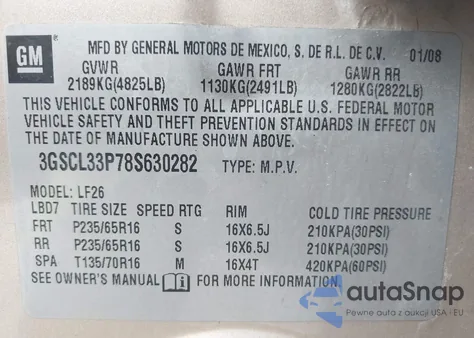 GM
MFD BY GENERAL MOTORS DE MEXICO, S. DE R.L. DE C.V. 01/08
GVWR GAWR FRT GAWR RR
2189KG(4825LB) 1130KG(2491LB) 1280KG(2822LB)
THIS VEHICLE CONFORMS TO ALL APPLICABLE U.S. FEDERAL MOTOR
VEHICLE SAFETY AND THEFT PREVENTION STANDARDS IN EFFECT ON
THE DATE OF MANUFACTURE SHOWN ABOVE.
3GSCL33P78S630282 TYPE: M.P.V.
MODEL: LF26
LBD7 TIRE SIZE SPEED RTG RIM COLD TIRE PRESSURE
FRT P235/65R16 S 16X6.5J 210KPA(30PSI)
RR P235/65R16 S 16X6.5J 210KPA(30PSI)
SPA T135/70R16 M 16X4T 420KPA(60PSI)
SEE OWNER'S MANUAL i FOR MORE INFORMATION
autoSnap
Pewne auta z aukcji USA - EU